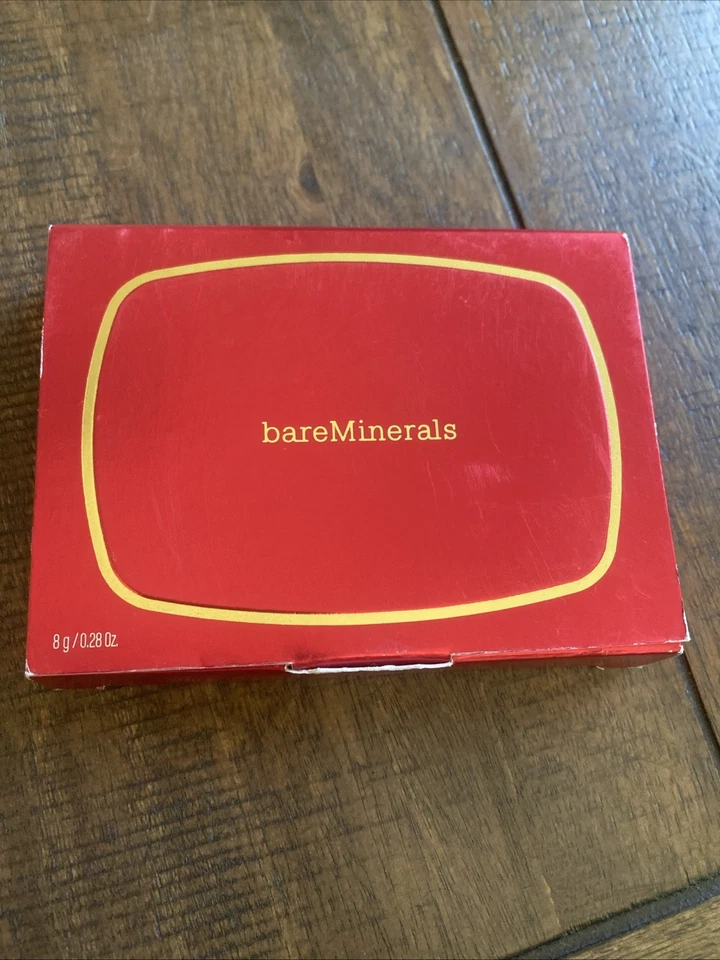 bareMinerals
8 g / 0.28 Oz.